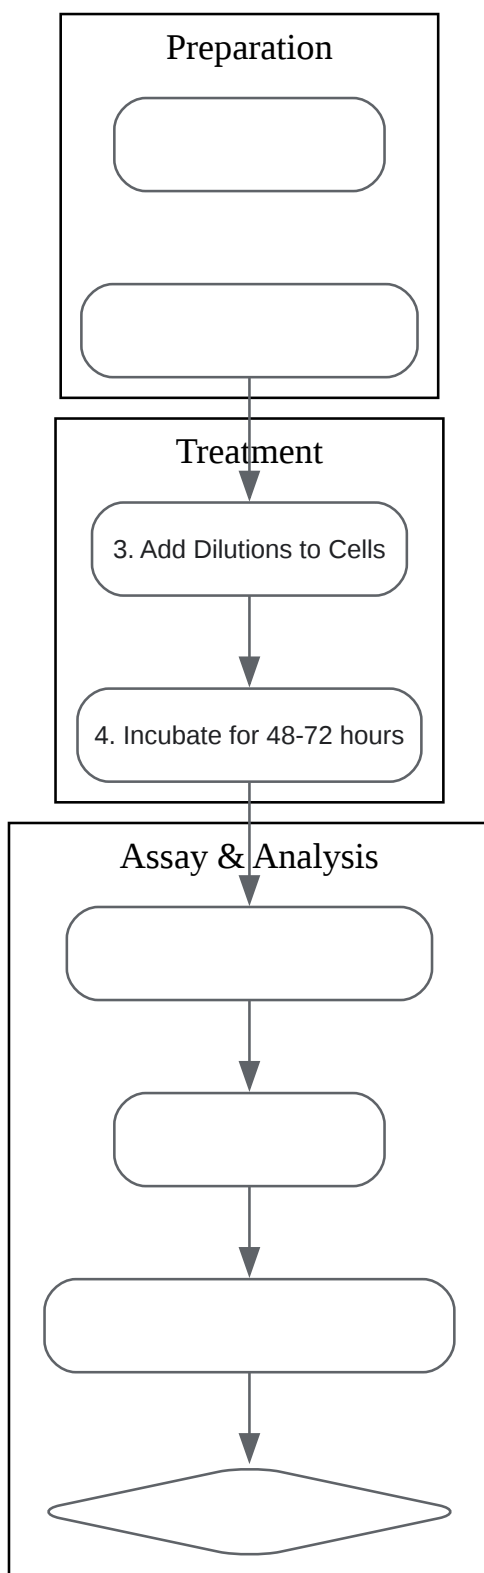 Preparation
Treatment
3. Add Dilutions to Cells
4. Incubate for 48-72 hours
Assay & Analysis